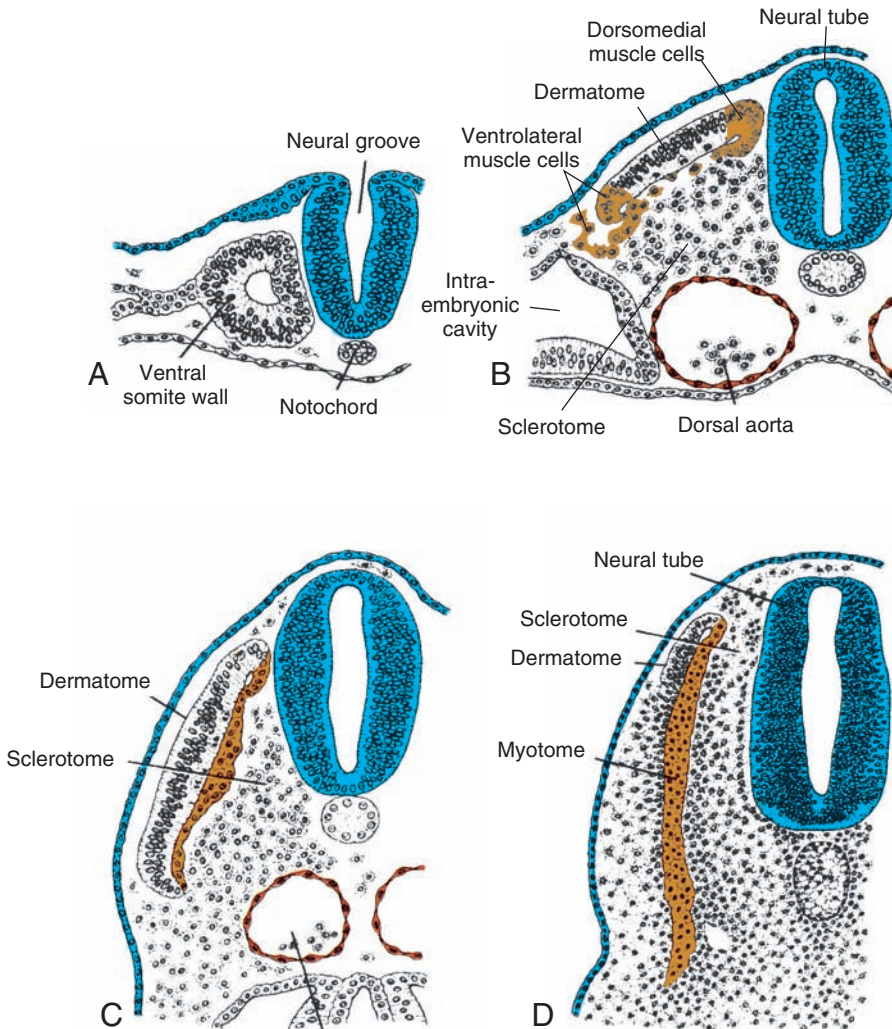 Neural groove
Ventral
somite wall
Notochord
A
Dorsomedial
muscle cells
Neural tube
Dermatome
Ventrolateral
muscle cells
Intra-
embryonic
cavity
Sclerotome
Dorsal aorta
B
Dermatome
Sclerotome
C
Neural tube
Sclerotome
Dermatome
Myotome
D